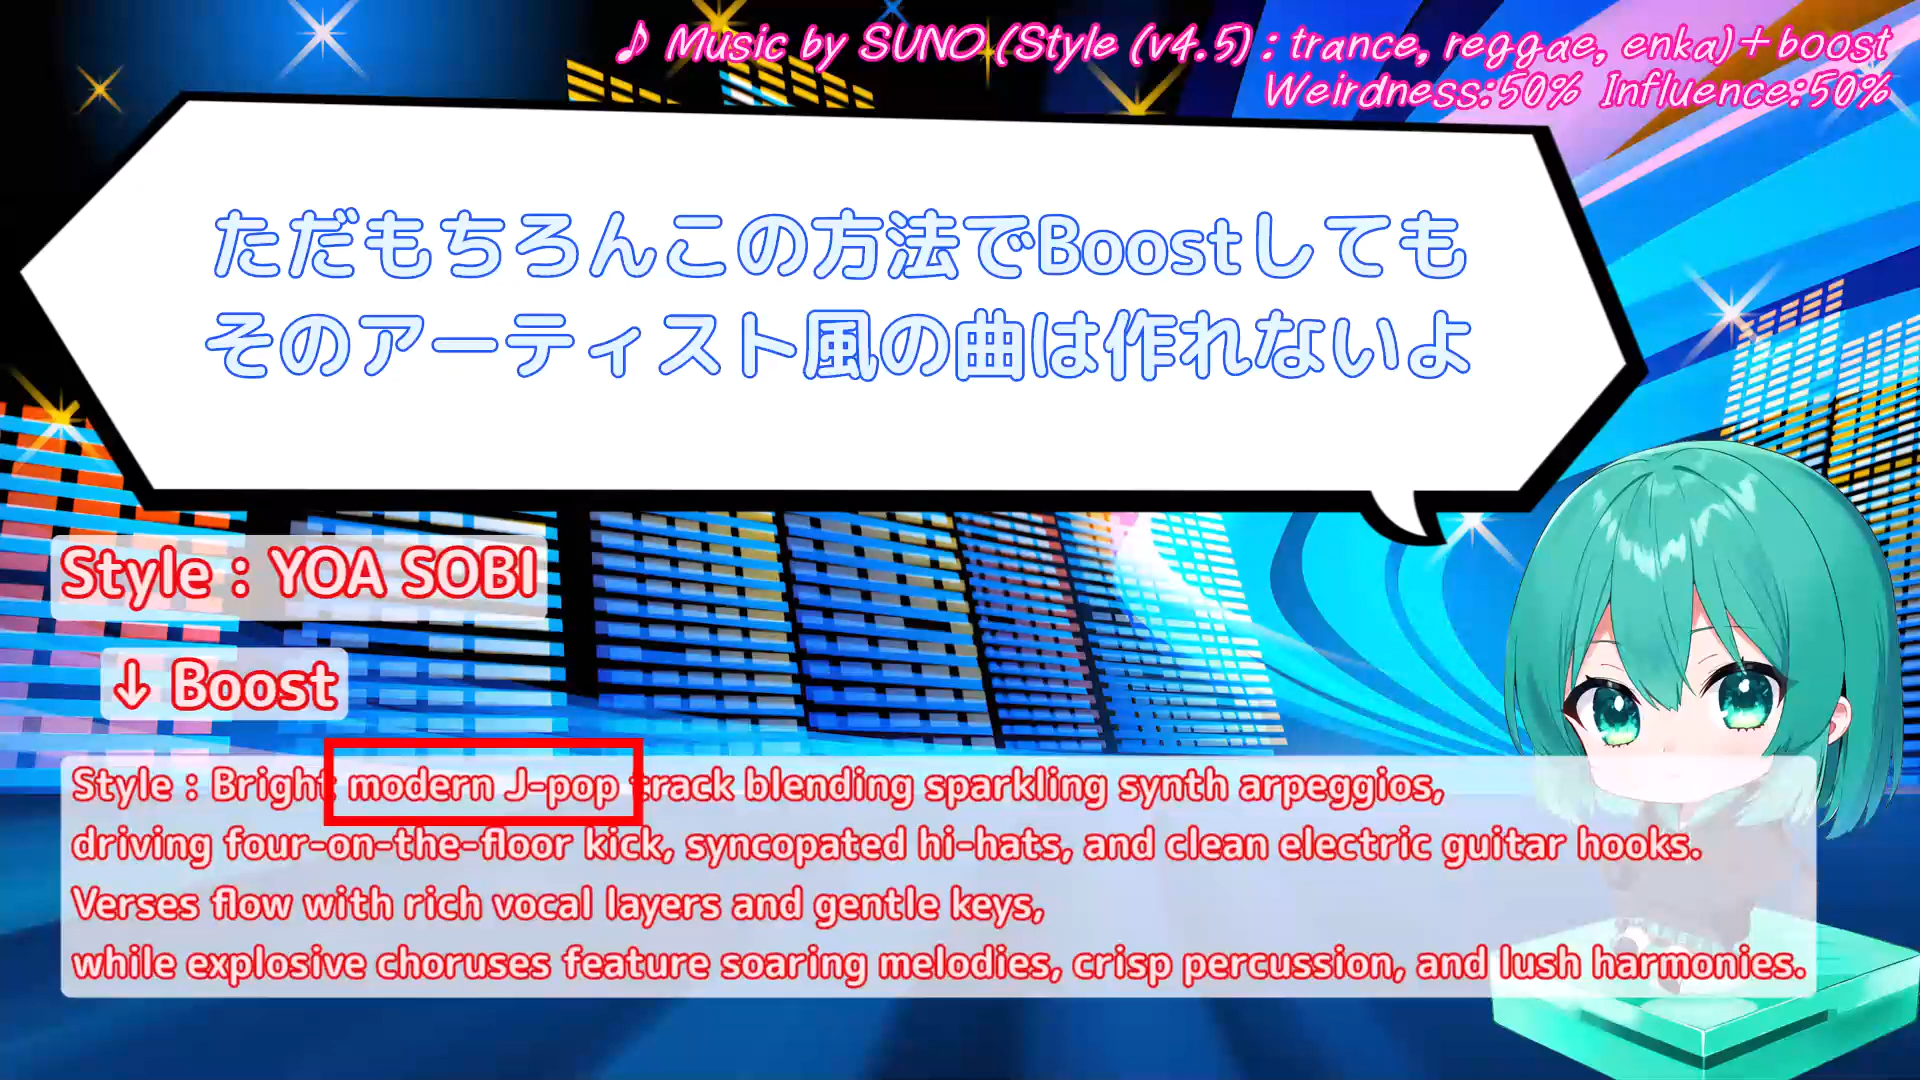 ♪ Music by SUNO (Style (v4.5) : trance, reggae, enka)+boost
Weirdness:50% Influence:50%
ただもちろんこの方法でBoostしても
そのアーティスト風の曲は作れないよ
Style : YOA SOBI
↓ Boost
Style : Bright modern J-pop track blending sparkling synth arpeggios,
driving four-on-the-floor kick, syncopated hi-hats, and clean electric guitar hooks.
Verses flow with rich vocal layers and gentle keys,
while explosive choruses feature soaring melodies, crisp percussion, and lush harmonies.